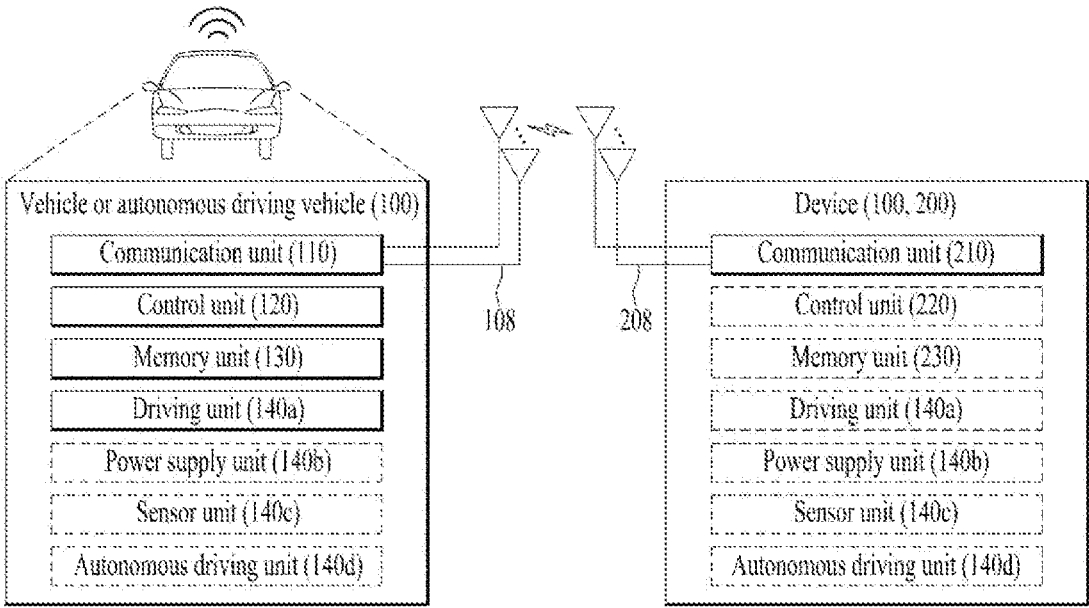 Vehicle or autonomous driving vehicle (100)
Communication unit (110)
Control unit (120)
Memory unit (130)
Driving unit (140a)
Power supply unit (140b)
Sensor unit (140c)
Autonomous driving unit (140d)
108
208
Device (100, 200)
Communication unit (210)
Control unit (220)
Memory unit (230)
Driving unit (140a)
Power supply unit (140b)
Sensor unit (140c)
Autonomous driving unit (140d)